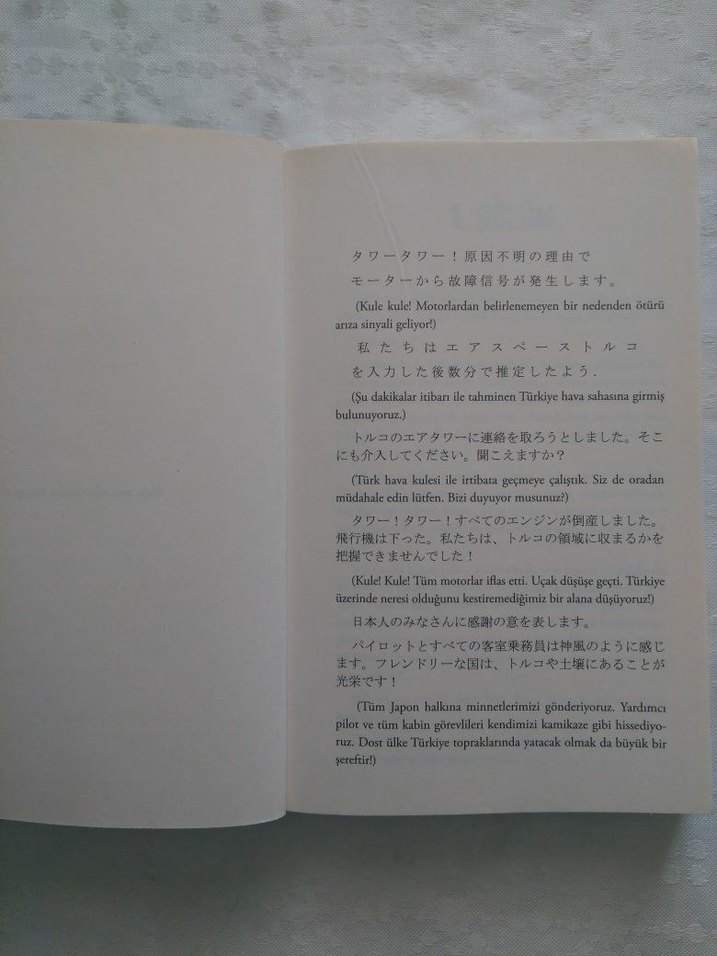 タワータワー！原因不明の理由で
モーターから故障信号が発生します。
(Kule kule! Motorlardan belirlenemeyen bir nedenden ötürü
arıza sinyali geliyor!)
私たちはエアスペーストルコ
を入力した後数分で推定したよう.
(Şu dakikalar itibarı ile tahminen Türkiye hava sahasına girmiş
bulunuyoruz.)
トルコのエアタワーに連絡を取ろうとしました。そこ
にも介入してください。聞こえますか？
(Türk hava kulesi ile irtibata geçmeye çalıştık. Siz de oradan
müdahale edin lütfen. Bizi duyuyor musunuz?)
タワー！タワー！すべてのエンジンが倒産しました。
飛行機は下った。私たちは、トルコの領域に収まるかを
把握できませんでした！
(Kule! Kule! Tüm motorlar iflas etti. Uçak düşüşe geçti. Türkiye
üzerinde neresi olduğunu kestiremediğimiz bir alana düşüyoruz!)
日本人のみなさんに感謝の意を表します。
パイロットとすべての客室乗務員は神風のように感じ
ます。フレンドリーな国は、トルコや土壌にあることが
光栄です！
(Tüm Japon halkına minnetlerimizi gönderiyoruz. Yardımcı
pilot ve tüm kabin görevlileri kendimizi kamikaze gibi hissediyo-
ruz. Dost ülke Türkiye topraklarında yatacak olmak da büyük bir
şereftir!)